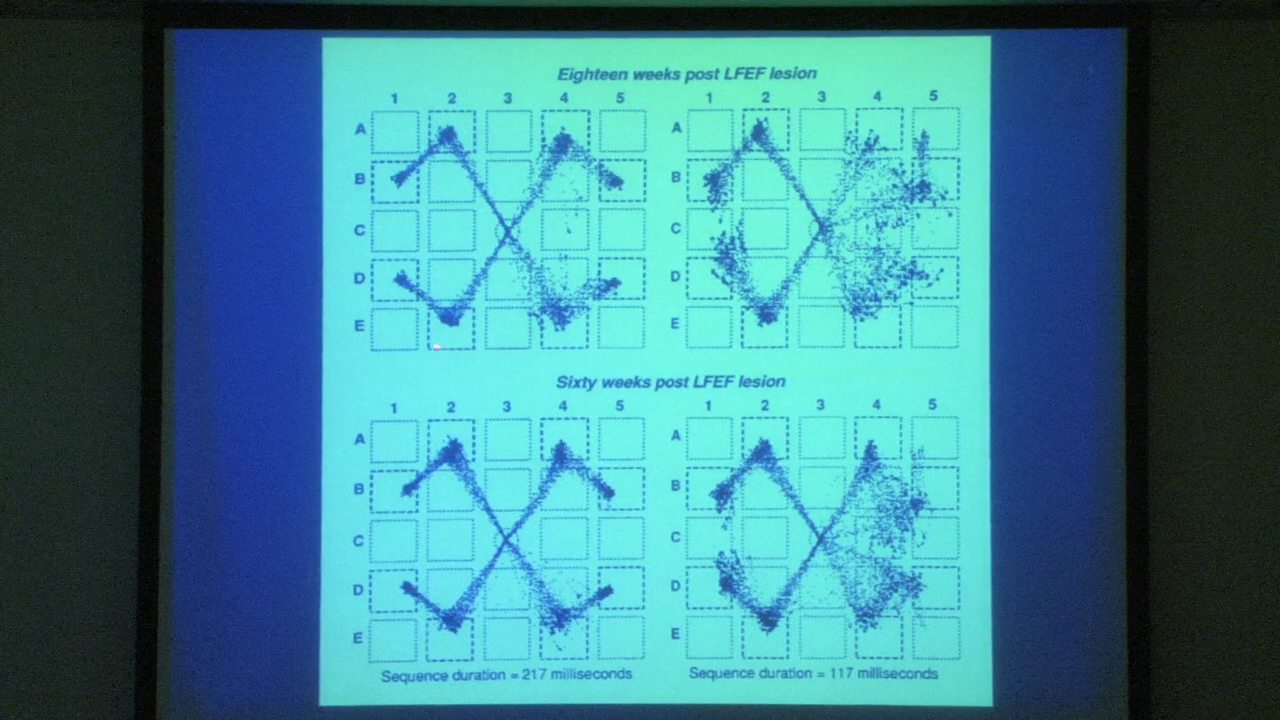 Eighteen weeks post LFEF lesion
1 2 3 4 5 1 2 3 4 5
A A
B B
C C
D D
E E
Sixty weeks post LFEF lesion
1 2 3 4 5 1 2 3 4 5
A A
B B
C C
D D
E E
Sequence duration = 217 milliseconds Sequence duration = 117 milliseconds